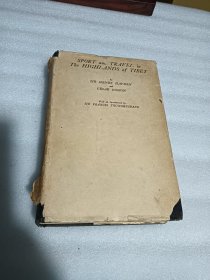 SPORT AND TRAVEL in
The HIGHLANDS of TIBET
by
SIR HENRY HAYDEN
and
CÉSAR COSSON
With an Introduction by
SIR FRANCIS YOUNGHUSBAND